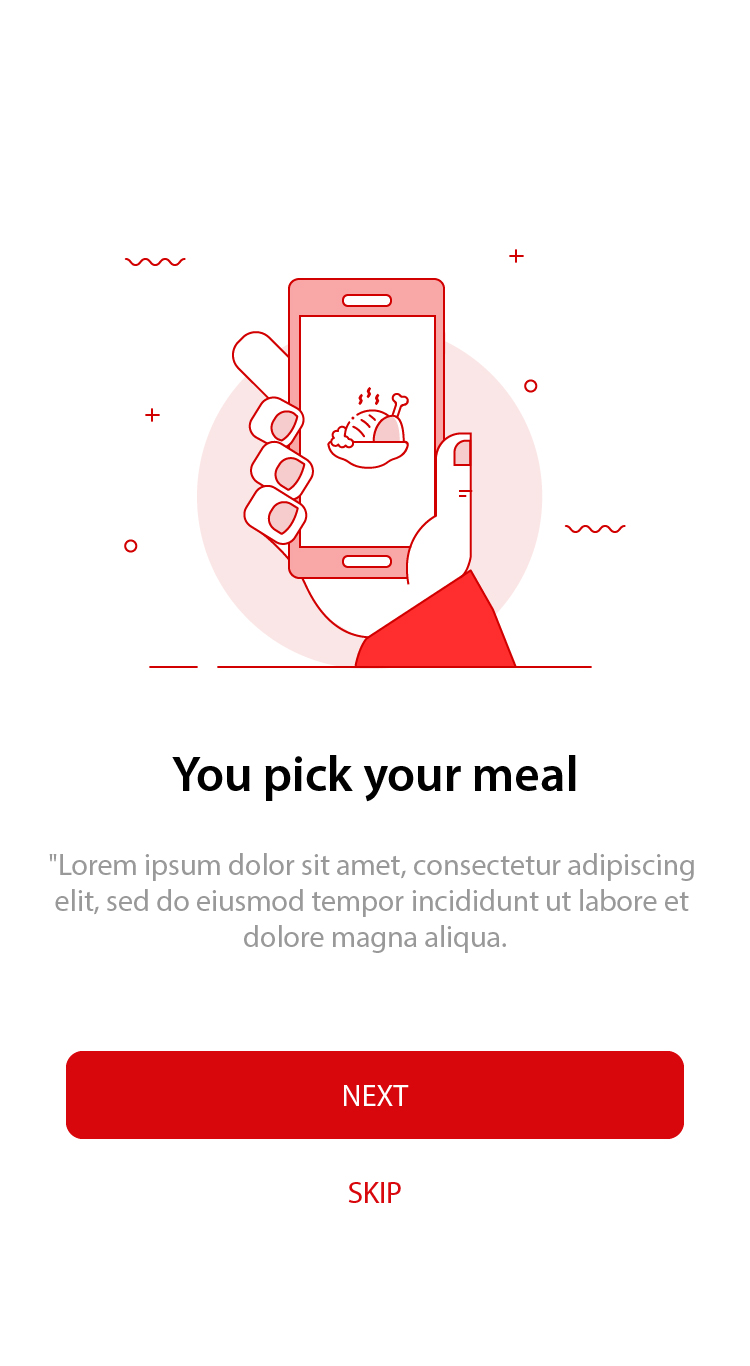 You pick your meal
"Lorem ipsum dolor sit amet, consectetur adipiscing
elit, sed do eiusmod tempor incididunt ut labore et
dolore magna aliqua.
NEXT
SKIP